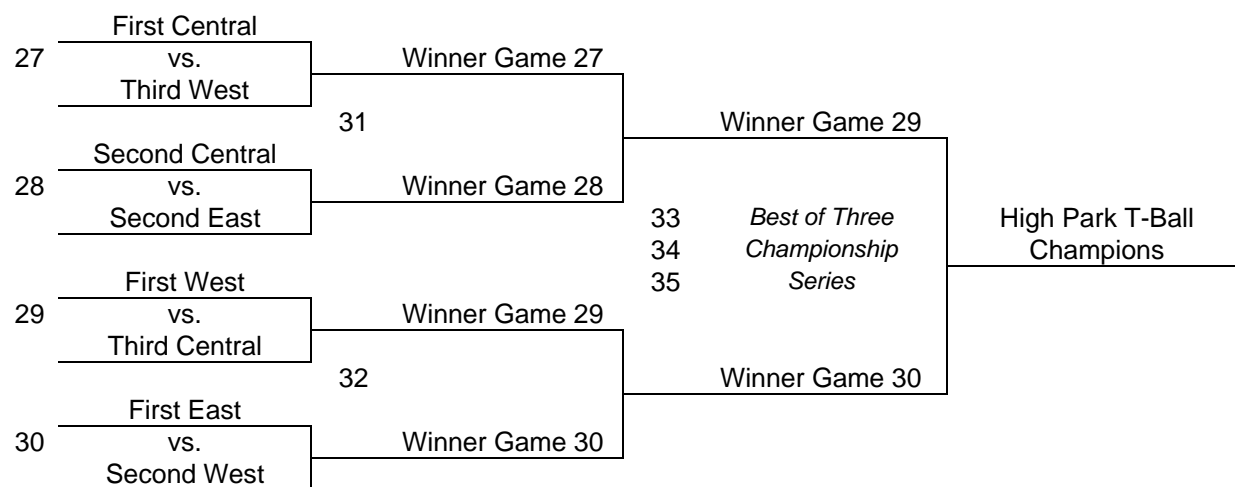 First Central
27 vs. Winner Game 27
Third West
31 Winner Game 29
Second Central
28 vs. Winner Game 28
Second East 33 Best of Three High Park T-Ball
34 Championship Champions
First West 35 Series
29 vs. Winner Game 29
Third Central
32 Winner Game 30
First East
30 vs. Winner Game 30
Second West